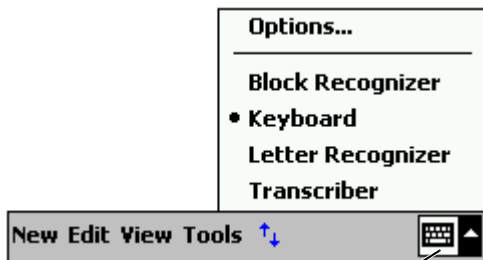 Options...
Block Recognizer
Keyboard
Letter Recognizer
Transcriber
New Edit View Tools